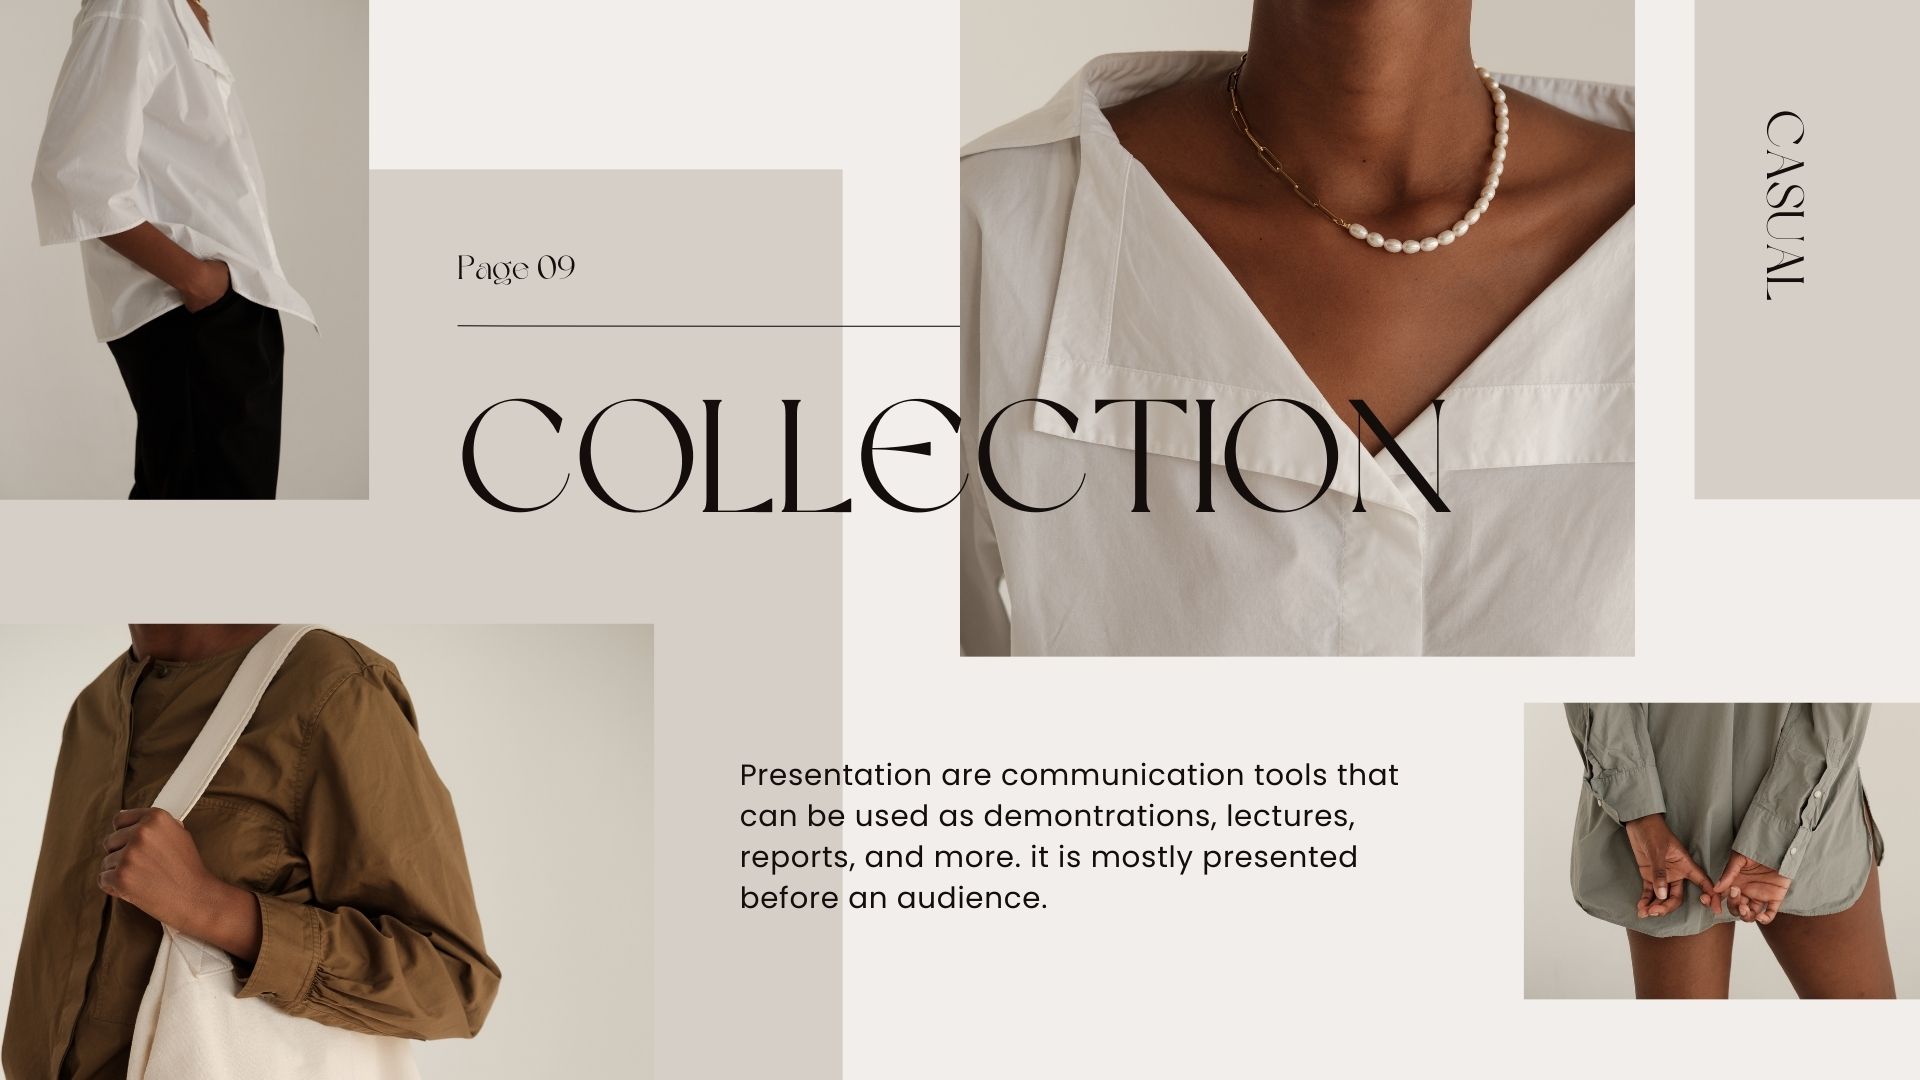 Page 09
COLLECTION
CASUAL
Presentation are communication tools that
can be used as demontrations, lectures,
reports, and more. it is mostly presented
before an audience.